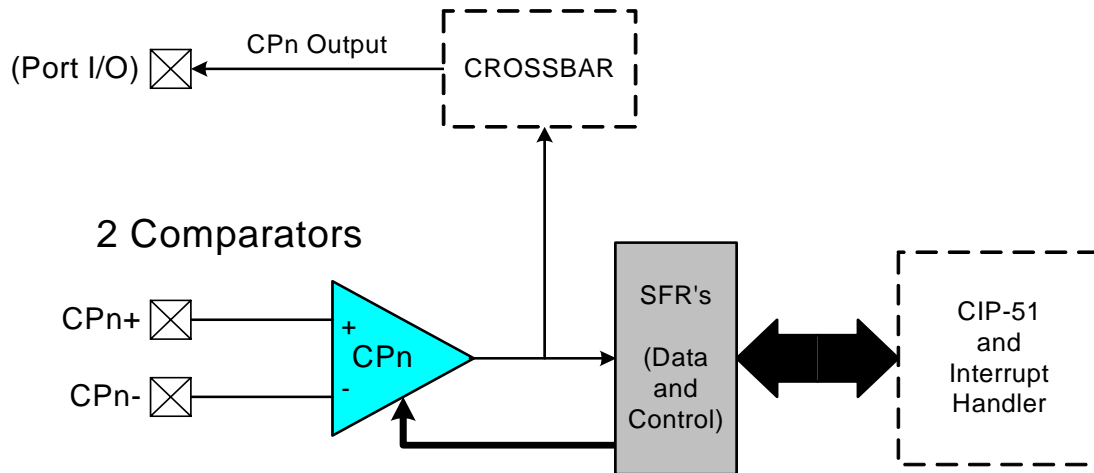 (Port I/O)
CPn Output
CROSSBAR
2 Comparators
CPn+
CPn-
+
CPn
-
SFR's
(Data
and
Control)
CIP-51
and
Interrupt
Handler